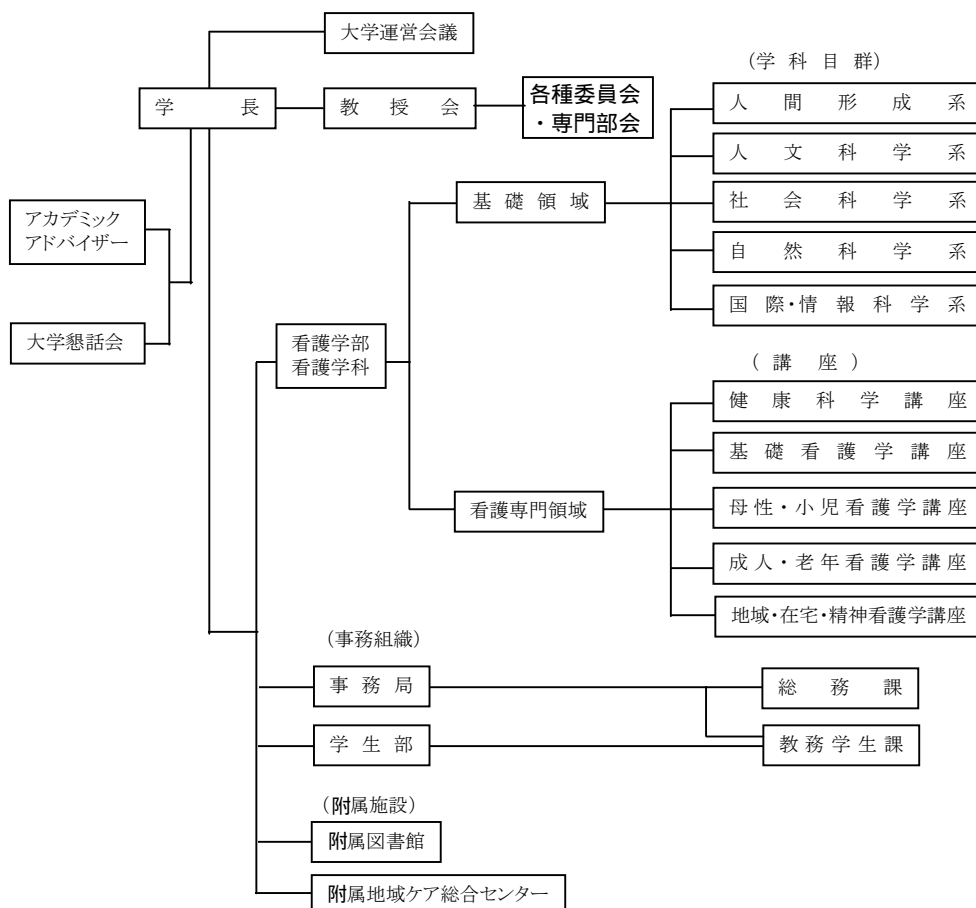 大学運営会議
(学科目群)
学長
教授会
各種委員会
・専門部会
人間形成系
人文科学系
基礎領域
社会科学系
アカデミック
アドバイザー
自然科学系
国際・情報科学系
大学懇話会
看護学部
看護学科
(講座)
健康科学講座
基礎看護学講座
看護専門領域
母性・小児看護学講座
成人・老年看護学講座
地域・在宅・精神看護学講座
(事務組織)
事務局
総務課
学生部
教務学生課
(附属施設)
附属図書館
附属地域ケア総合センター